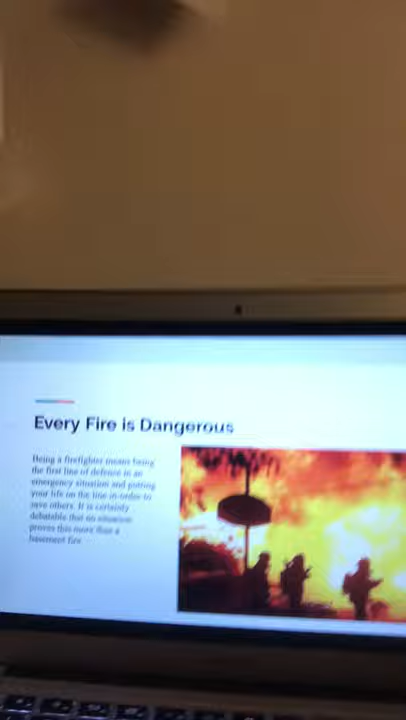 Every Fire is Dangerous
Being a firefighter means being
the first line of defence in an
emergency situation and putting
your life on the line in order to
save others. It is certainly
debatable that no situation
proves this more than a
basement fire